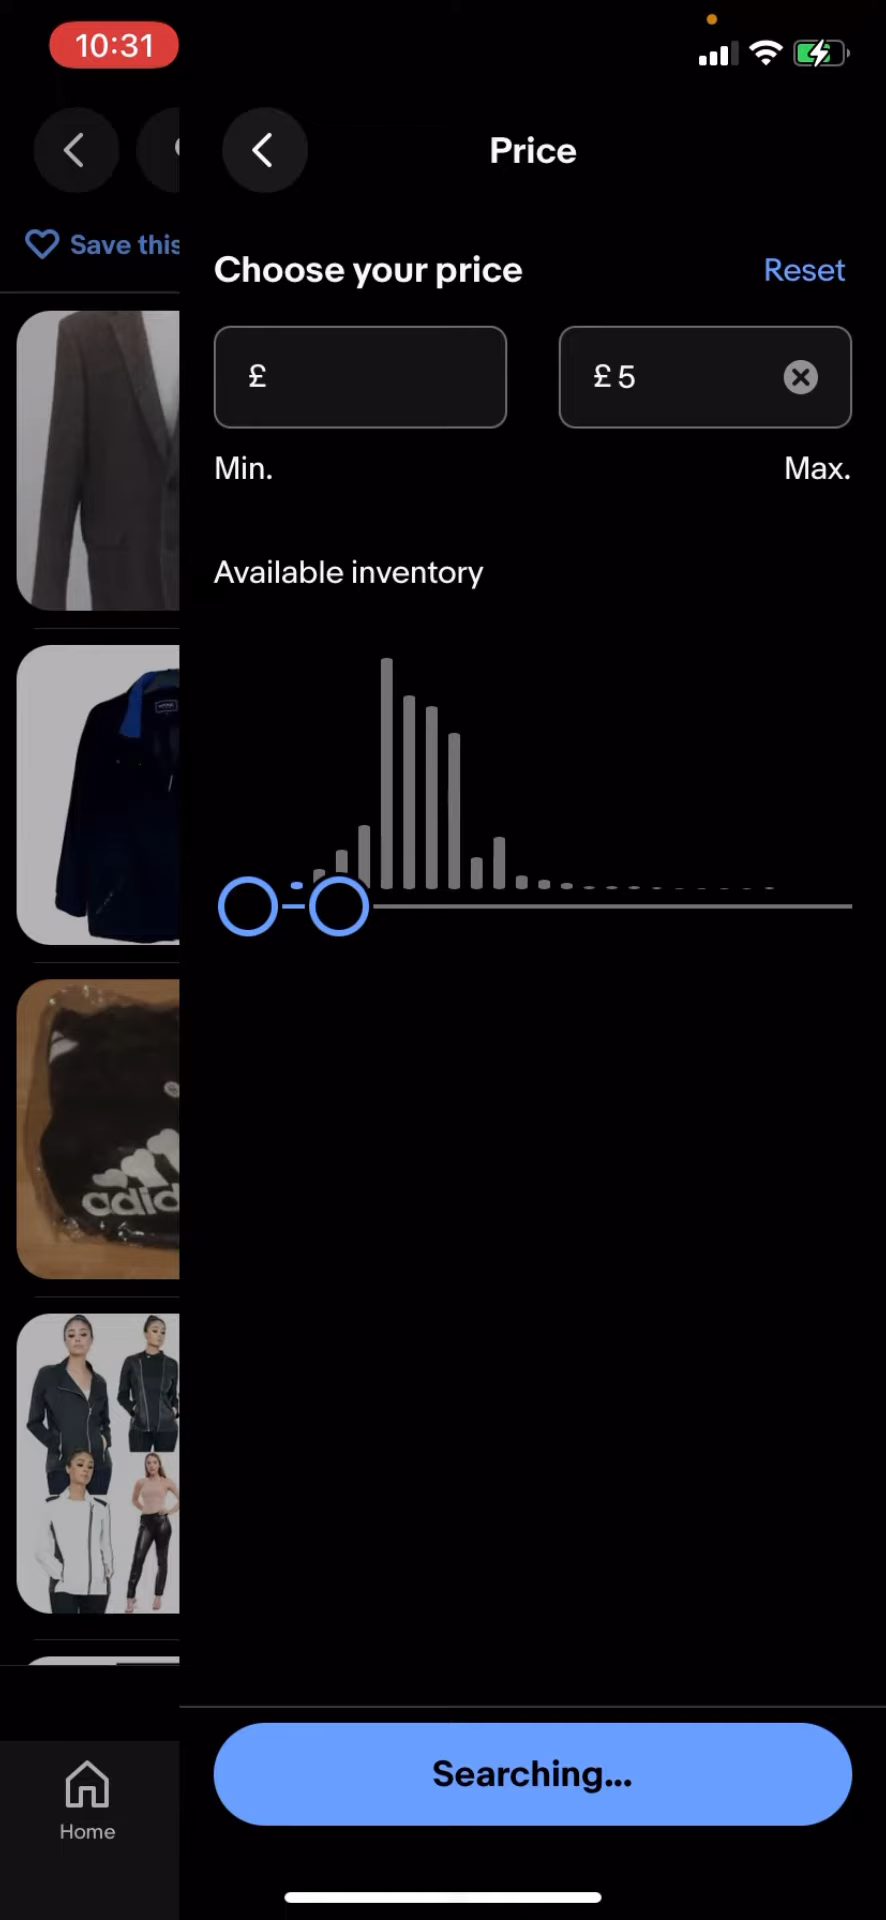 10:31
Price
Save this
Choose your price
Reset
£
£ 5
Min.
Max.
Available inventory
adid
Searching...
Home